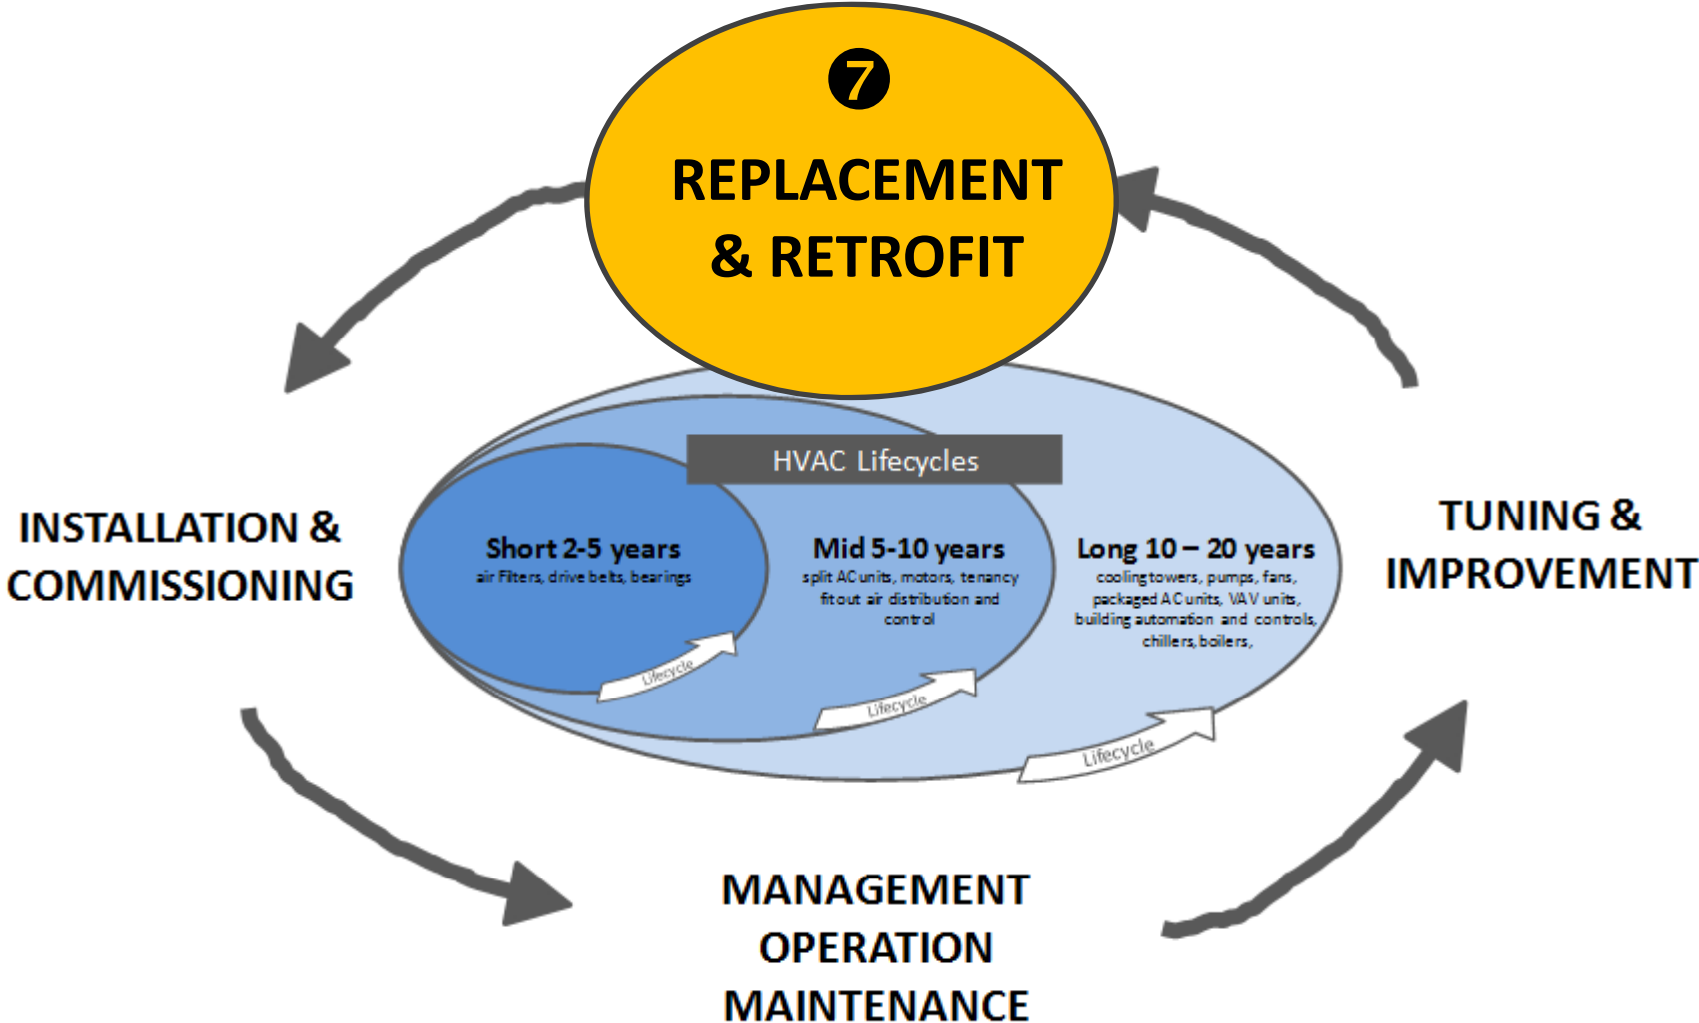 7
REPLACEMENT
& RETROFIT
HVAC Lifecycles
INSTALLATION &
COMMISSIONING
Short 2-5 years
air Filters, drive belts, bearings
Lifecycle
Mid 5-10 years
split AC units, motors, tenancy
fitout air distribution and
control
Lifecycle
Long 10 – 20 years
cooling towers, pumps, fans,
packaged AC units, VAV units,
building automation and controls,
chillers, boilers,
Lifecycle
TUNING &
IMPROVEMENT
MANAGEMENT
OPERATION
MAINTENANCE